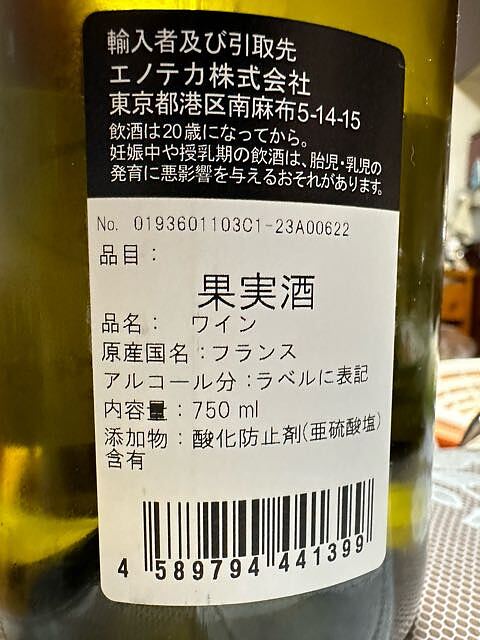 輸入者及び引取先
エノテカ株式会社
東京都港区南麻布5-14-15
飲酒は20歳になってから。
妊娠中や授乳期の飲酒は、胎児・乳児の
発育に悪影響を与えるおそれがあります。
No. 0193601103C1-23A00622
品目：
果実酒
品名： ワイン
原産国名：フランス
アルコール分：ラベルに表記
内容量：750 ml
添加物：酸化防止剤(亜硫酸塩)
含有
4 589794 441399